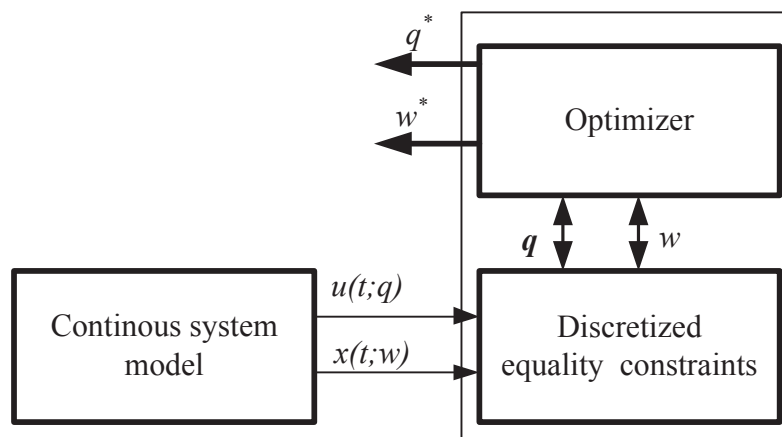 q*
w*
Optimizer
q
w
u(t;q)
x(t;w)
Continous system
model
Discretized
equality constraints